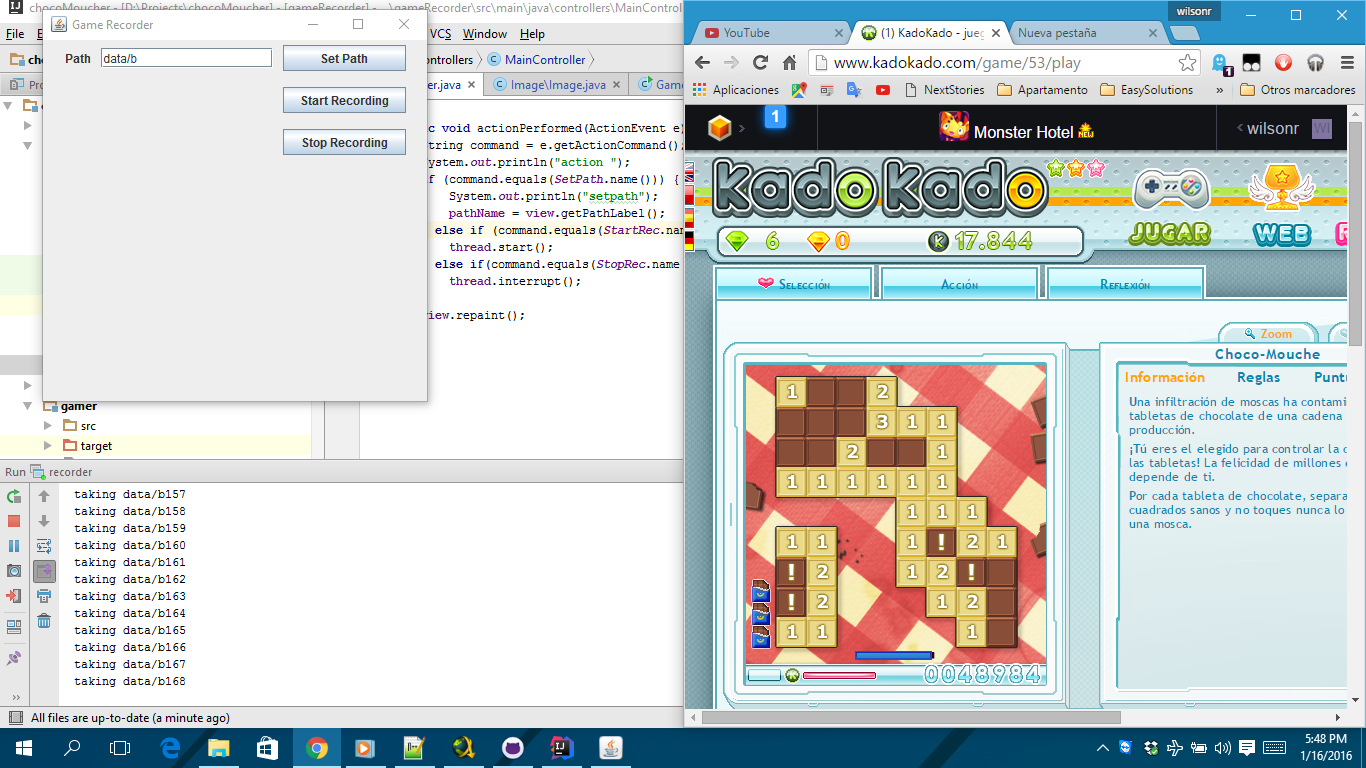 chocoMoucher - [D:\Projects\chocoMoucher] - [gameRecorder] - ...\gameRecorder\src\main\java\controllers\MainControl
File
VCS Window Help
controllers
MainController
Image\Image.java
Game Recorder
Path data/b Set Path
Start Recording
Stop Recording
void actionPerformed(ActionEvent e)
String command = e.getActionCommand();
System.out.println("action ");
(command.equals(SetPath.name())) {
System.out.println("setpath");
pathName = view.getPathLabel();
else if (command.equals(StartRec.na
thread.start();
else if(command.equals(StopRec.name
thread.interrupt();
view.repaint();
gamer
src
target
Run recorder
taking data/b157
taking data/b158
taking data/b159
taking data/b160
taking data/b161
taking data/b162
taking data/b163
taking data/b164
taking data/b165
taking data/b166
taking data/b167
taking data/b168
All files are up-to-date (a minute ago)
wilsonr
YouTube
(1) KadoKado - jueg
Nueva pestaña
www.kadokado.com/game/53/play
1
Aplicaciones
NextStories
Apartamento
EasySolutions
»
Otros marcadores
1
Monster Hotel NEW
wilsonr WI
kadokado
JUGAR WEB R
6 0 K 17.844
Selección Acción Reflexión
Zoom
Choco-Mouche
Información Reglas Puntu
Una infiltración de moscas ha contami
tabletas de chocolate de una cadena
producción.
¡Tú eres el elegido para controlar la c
las tabletas! La felicidad de millones
depende de ti.
Por cada tableta de chocolate, separa
cuadrados sanos y no toques nunca lo
una mosca.
1 2
3 1 1
2 1
1 1 1 1 1 1
1 1 1
1 1 1 ! 2 1
! 2 1 2 !
! 2 1 2
1 1 1
0048984
5:48 PM
1/16/2016